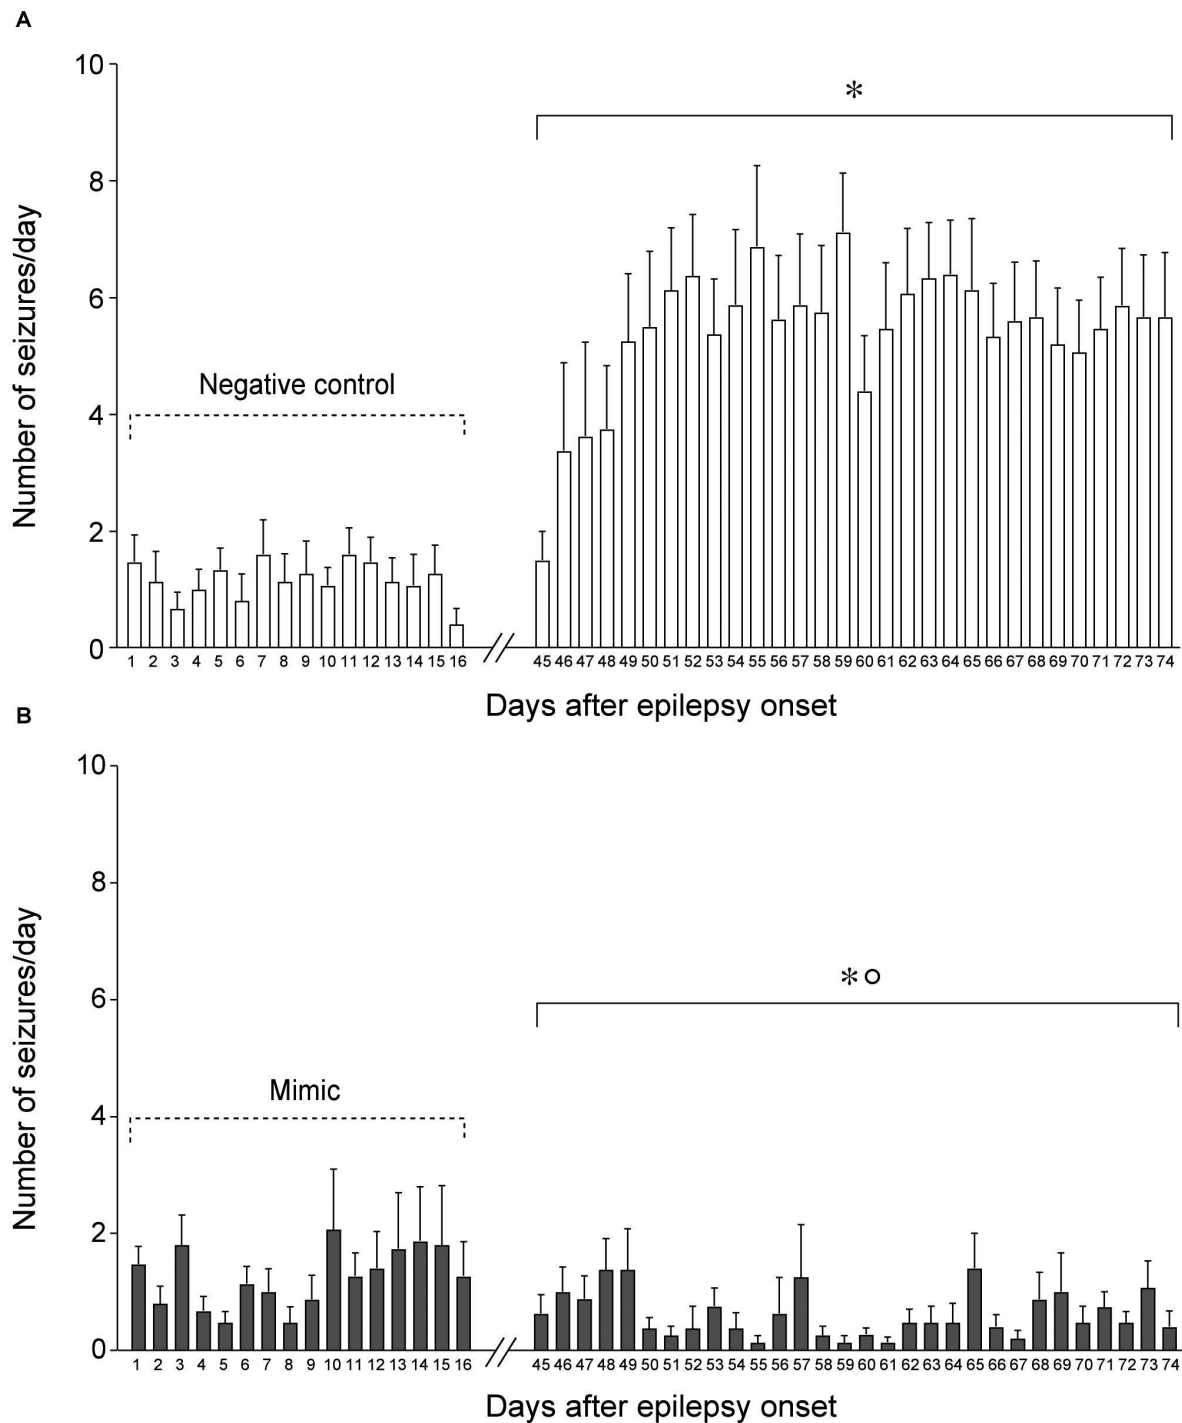 A
10
*
8
6
Negative control
4
2
0
1 2 3 4 5 6 7 8 9 10 11 12 13 14 15 16 // 45 46 47 48 49 50 51 52 53 54 55 56 57 58 59 60 61 62 63 64 65 66 67 68 69 70 71 72 73 74
Number of seizures/day
Days after epilepsy onset
B
10
8
6
* o
Mimic
4
2
0
1 2 3 4 5 6 7 8 9 10 11 12 13 14 15 16 // 45 46 47 48 49 50 51 52 53 54 55 56 57 58 59 60 61 62 63 64 65 66 67 68 69 70 71 72 73 74
Number of seizures/day
Days after epilepsy onset